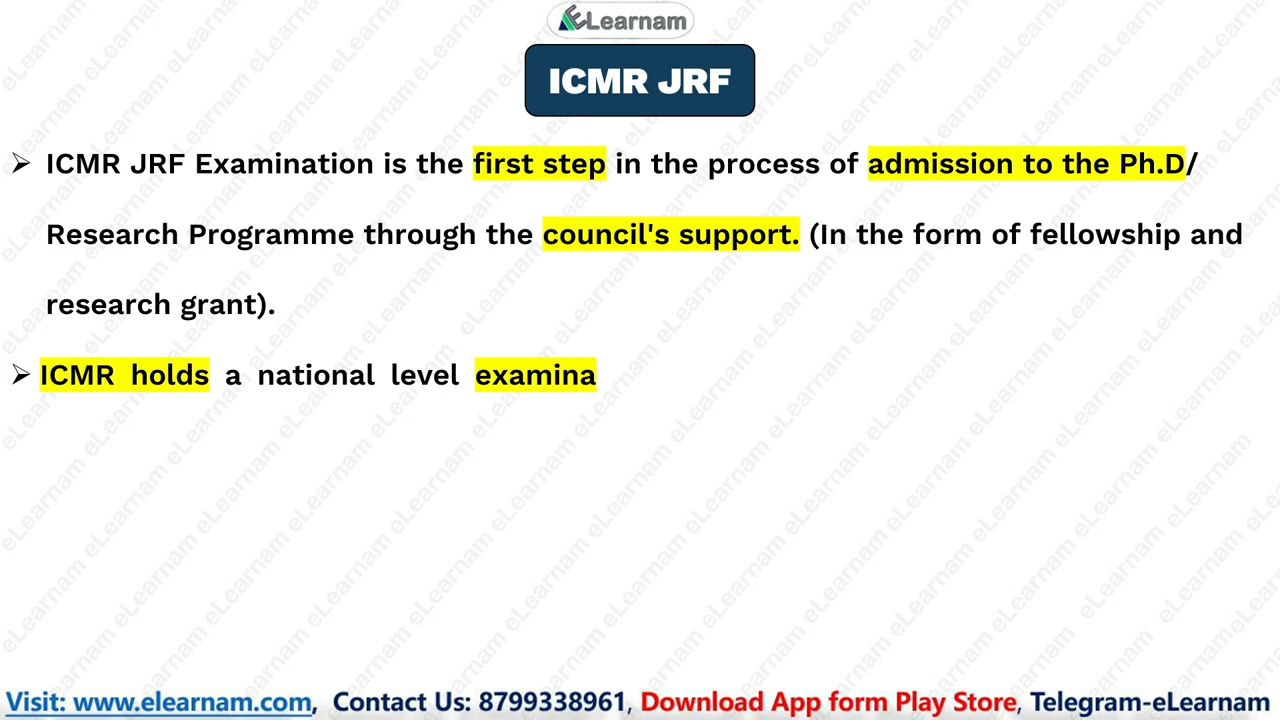 ELearnam
ICMR JRF
➢ ICMR JRF Examination is the first step in the process of admission to the Ph.D/
Research Programme through the council's support. (In the form of fellowship and
research grant).
➢ ICMR holds a national level examina
Visit: www.elearnam.com, Contact Us: 8799338961, Download App form Play Store, Telegram-eLearnam